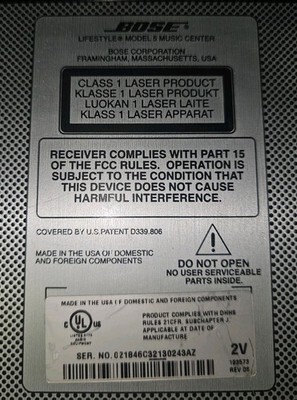 BOSE
LIFESTYLE® MODEL 5 MUSIC CENTER
BOSE CORPORATION
FRAMINGHAM, MASSACHUSETTS, USA
CLASS 1 LASER PRODUCT
KLASSE 1 LASER PRODUKT
LUOKAN 1 LASER LAITE
KLASS 1 LASER APPARAT
RECEIVER COMPLIES WITH PART 15
OF THE FCC RULES. OPERATION IS
SUBJECT TO THE CONDITION THAT
THIS DEVICE DOES NOT CAUSE
HARMFUL INTERFERENCE.
COVERED BY U.S.PATENT D339.806
MADE IN THE USA OF DOMESTIC
AND FOREIGN COMPONENTS
DO NOT OPEN
NO USER SERVICEABLE
PARTS INSIDE
MADE IN THE USA F DOMESTIC AND FOREIGN COMPONENTS
UL
PRODUCT COMPLIES WITH DHHS
RULES 21CFR, SUBCHAPTER J,
APPLICABLE AT DATE OF
MANUFACTURE
SER. NO. 021846C32130243AZ
2V
REV 06